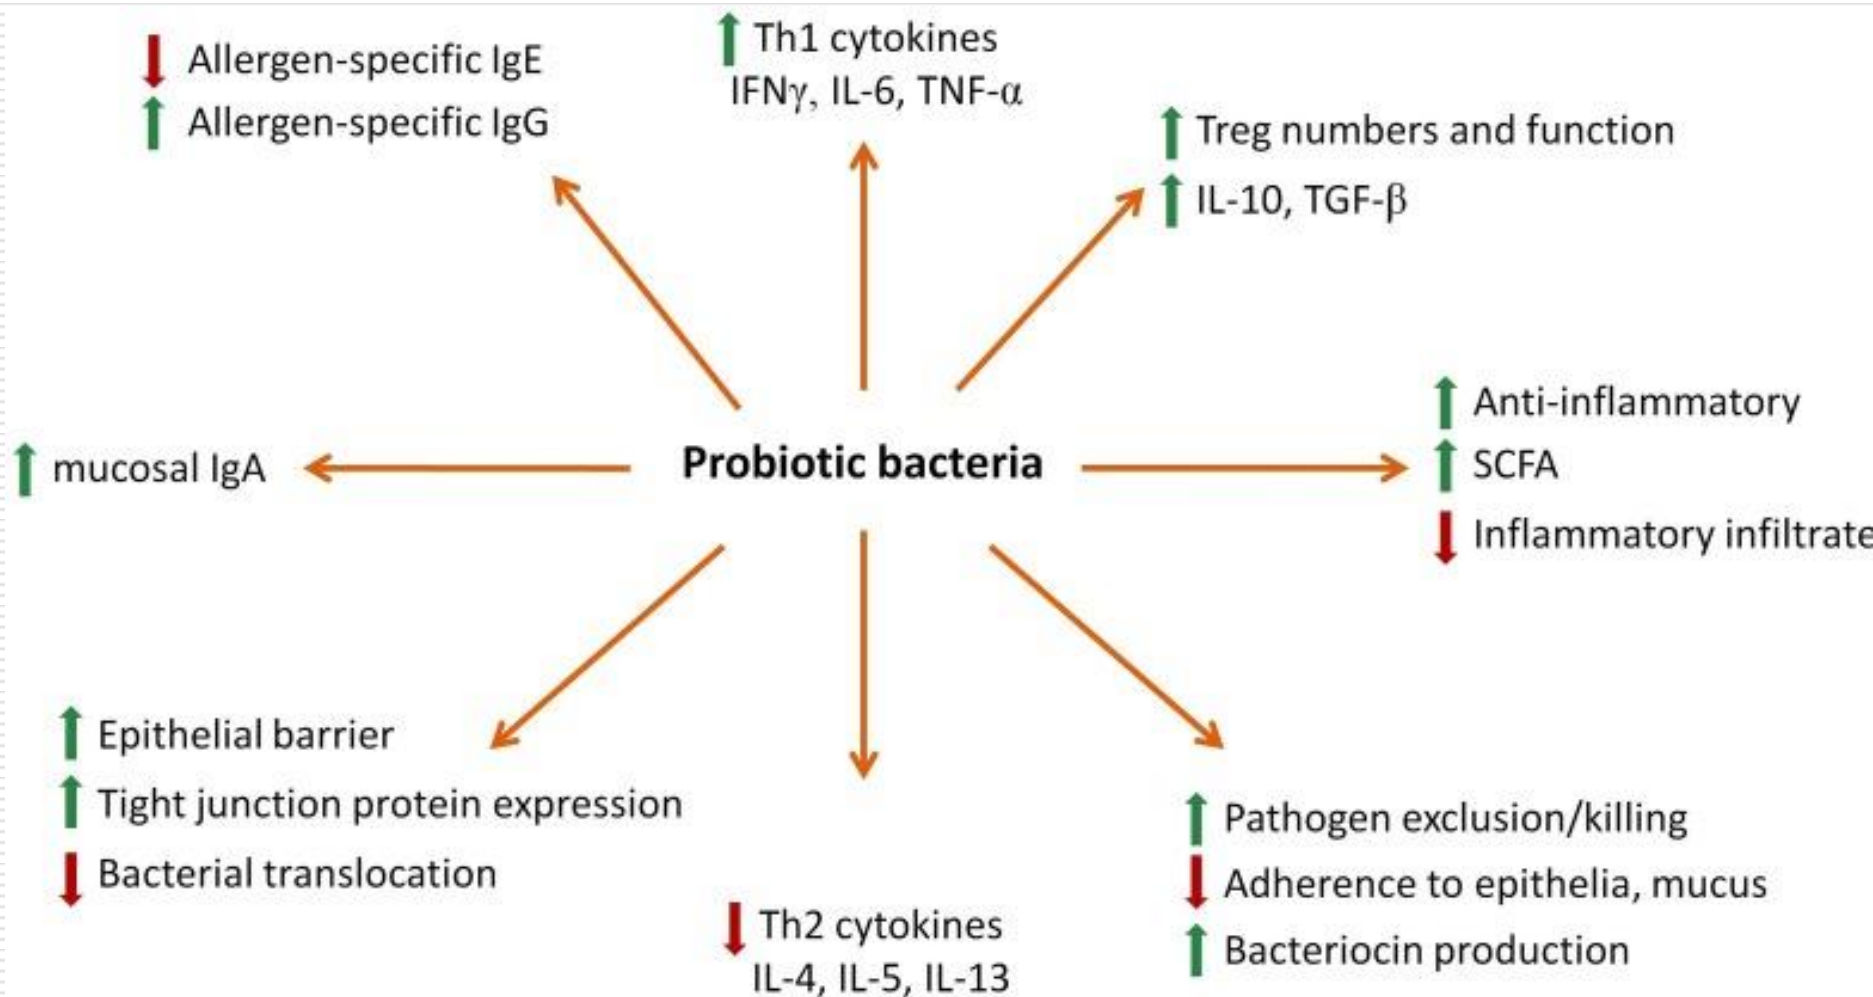 Allergen-specific IgE
Allergen-specific IgG
Th1 cytokines
IFNγ, IL-6, TNF-α
Treg numbers and function
IL-10, TGF-β
mucosal IgA
Probiotic bacteria
Anti-inflammatory
SCFA
Inflammatory infiltrate
Epithelial barrier
Tight junction protein expression
Bacterial translocation
Th2 cytokines
IL-4, IL-5, IL-13
Pathogen exclusion/killing
Adherence to epithelia, mucus
Bacteriocin production